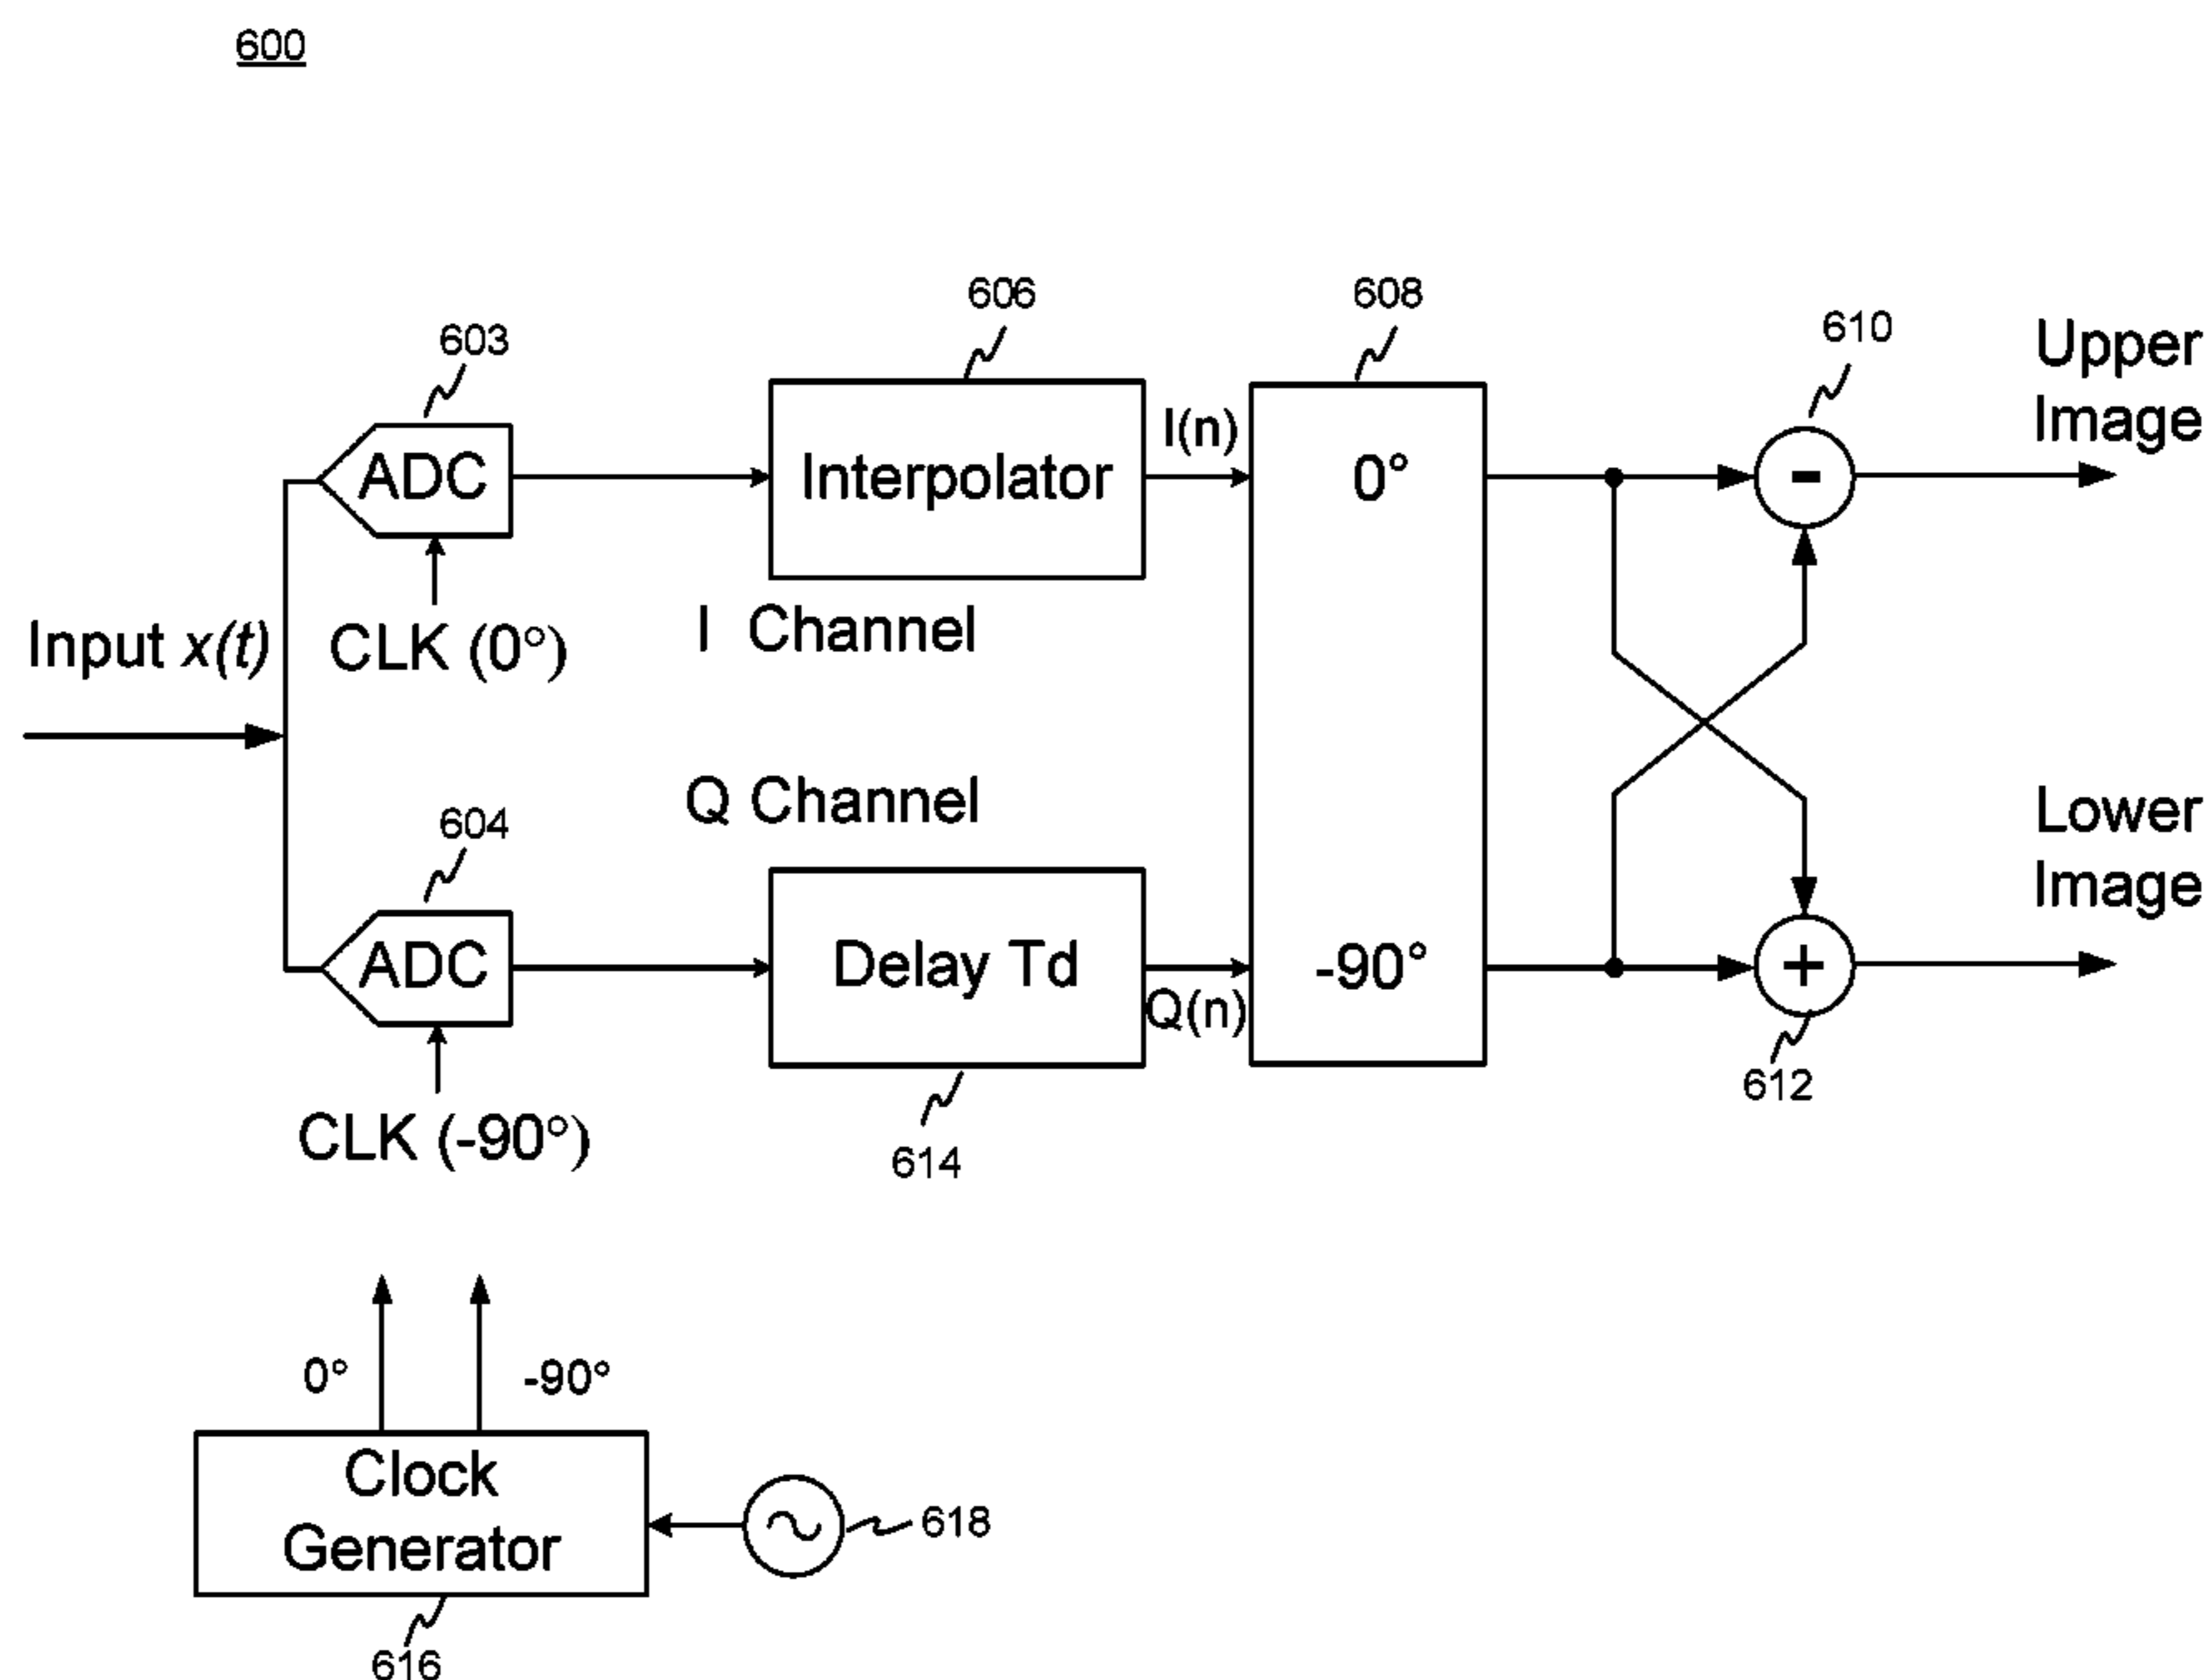 600
606
608
603
610
Upper
Image
ADC
Interpolator
I(n)
0°
-
CLK (0°)
I Channel
Input x(t)
Q Channel
604
Lower
Image
ADC
Delay Td
Q(n)
-90°
+
CLK (-90°)
614
612
0°
-90°
Clock
Generator
618
616